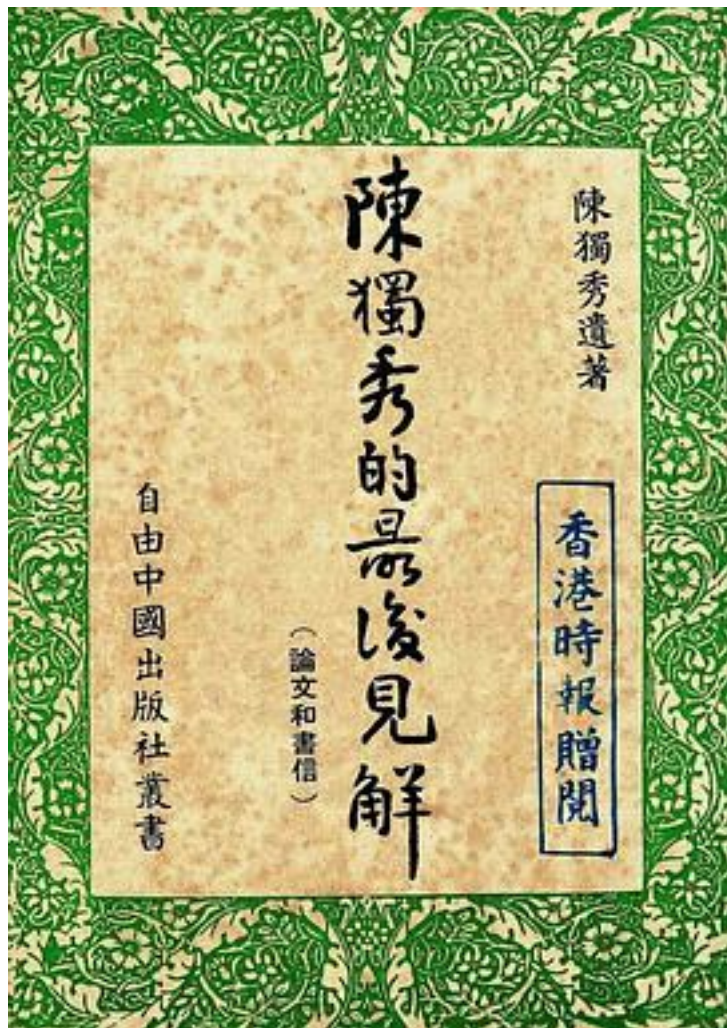 陳獨秀遺著
香港時報贈閱
陳獨秀的最後見解
（論文和書信）
自由中國出版社叢書